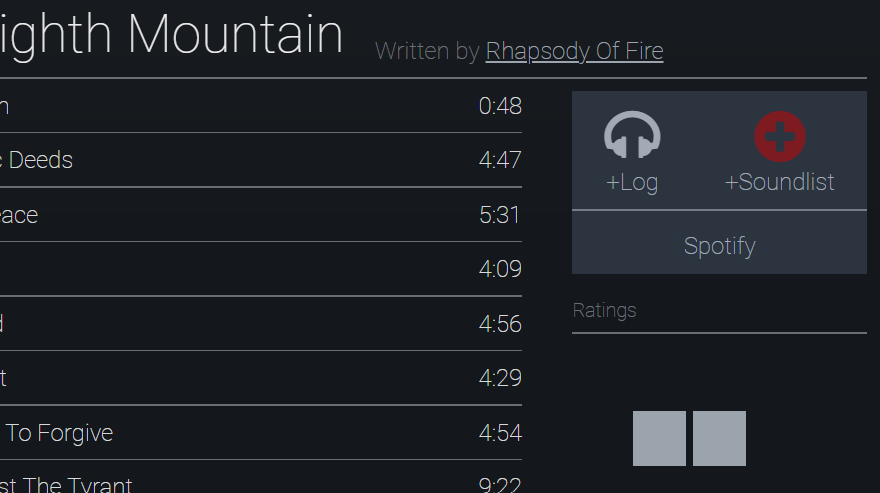 ighth Mountain
Written by Rhapsody Of Fire
n 0:48
c Deeds 4:47
eace 5:31
4:09
d 4:56
t 4:29
To Forgive 4:54
st The Tyrant 9:22
+Log
+Soundlist
Spotify
Ratings